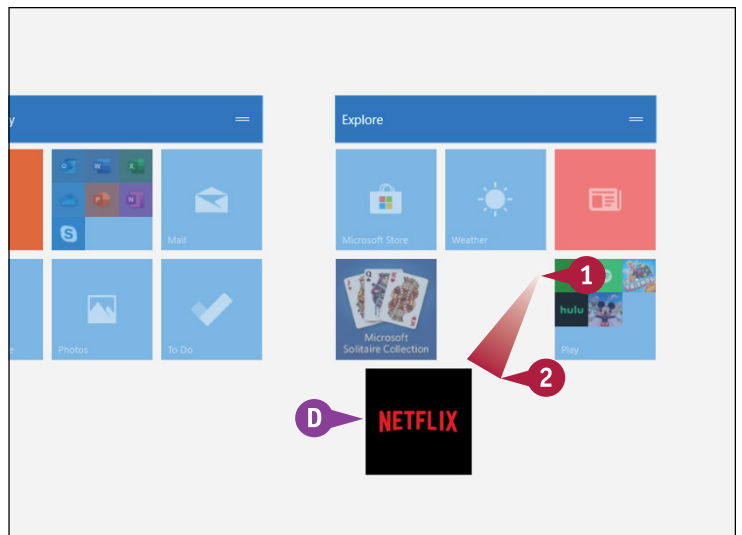 y
Explore
Mail
Microsoft Store
Weather
S
1
hulu
Microsoft
Solitaire Collection
e
Photos
To Do
Play
2
D
NETFLIX